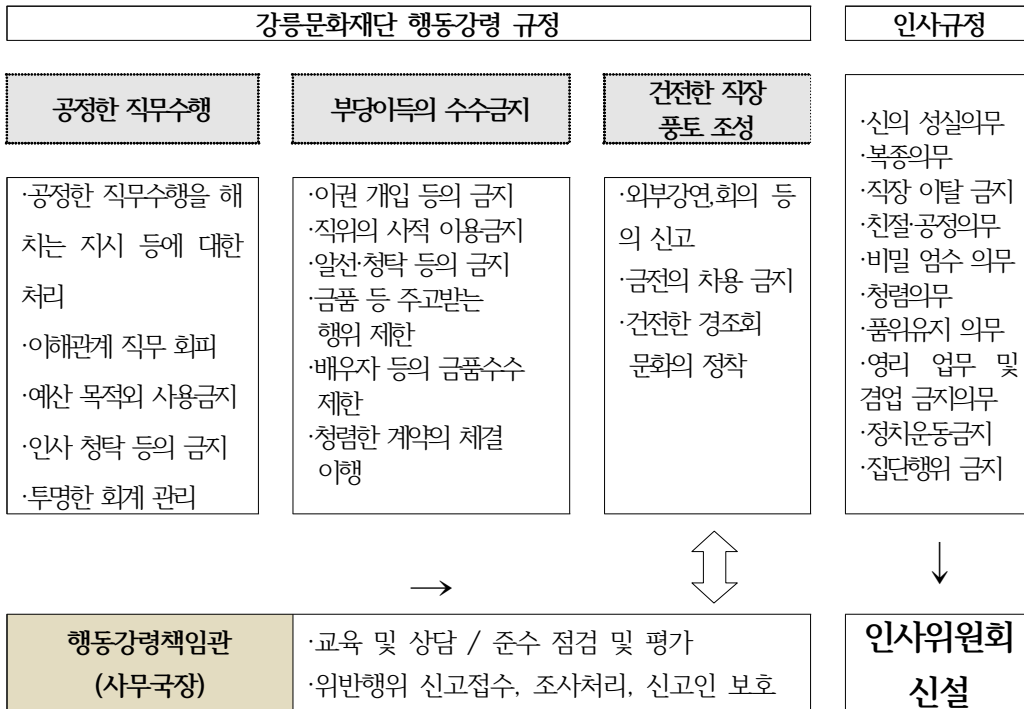 강릉문화재단 행동강령 규정
인사규정
공정한 직무수행
부당이득의 수수금지
건전한 직장
풍토 조성
·공정한 직무수행을 해
치는 지시 등에 대한
처리
·이해관계 직무 회피
·예산 목적외 사용금지
·인사 청탁 등의 금지
·투명한 회계 관리
·이권 개입 등의 금지
·직위의 사적 이용금지
·알선·청탁 등의 금지
·금품 등 주고받는
행위 제한
·배우자 등의 금품수수
제한
·청렴한 계약의 체결
이행
·외부강연,회의 등
의 신고
·금전의 차용 금지
·건전한 경조회
문화의 정착
·신의 성실의무
·복종의무
·직장 이탈 금지
·친절·공정의무
·비밀 엄수 의무
·청렴의무
·품위유지 의무
·영리 업무 및
겸업 금지의무
·정치운동금지
·집단행위 금지
→
↓
행동강령책임관
(사무국장)
·교육 및 상담 / 준수 점검 및 평가
·위반행위 신고접수, 조사처리, 신고인 보호
인사위원회
신설